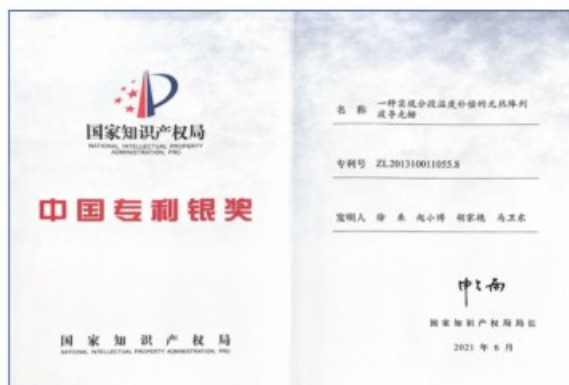 国家知识产权局
NATIONAL INTELLECTUAL PROPERTY
ADMINISTRATION, PRC
中国专利银奖
国家知识产权局
NATIONAL INTELLECTUAL PROPERTY ADMINISTRATION, PRC
名 称 一种实现分段温度补偿的无热阵列
波导光栅
专利号 ZL201310011055.8
发明人 徐 来 赵小博 胡家艳 马卫东
国家知识产权局局长
2021 年 6 月